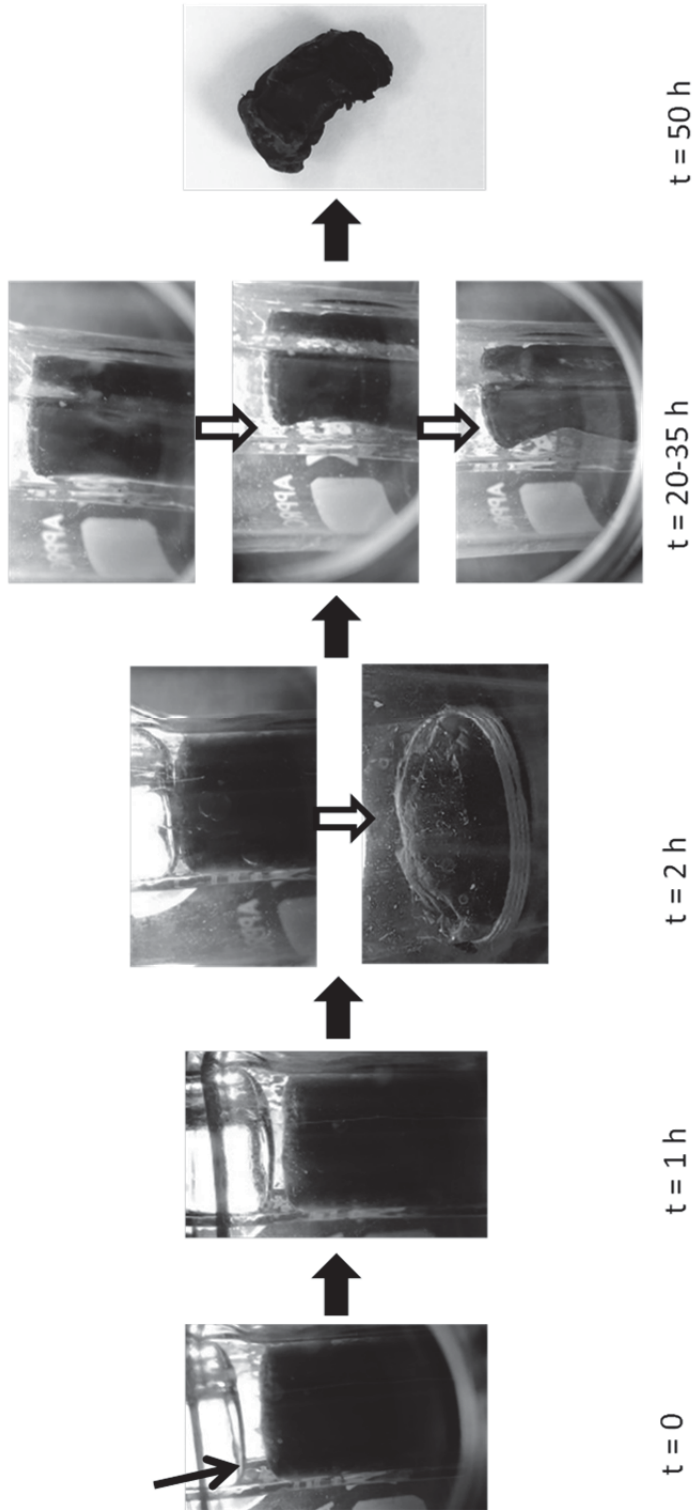 t = 0
t = 1 h
t = 2 h
t = 20-35 h
t = 50 h